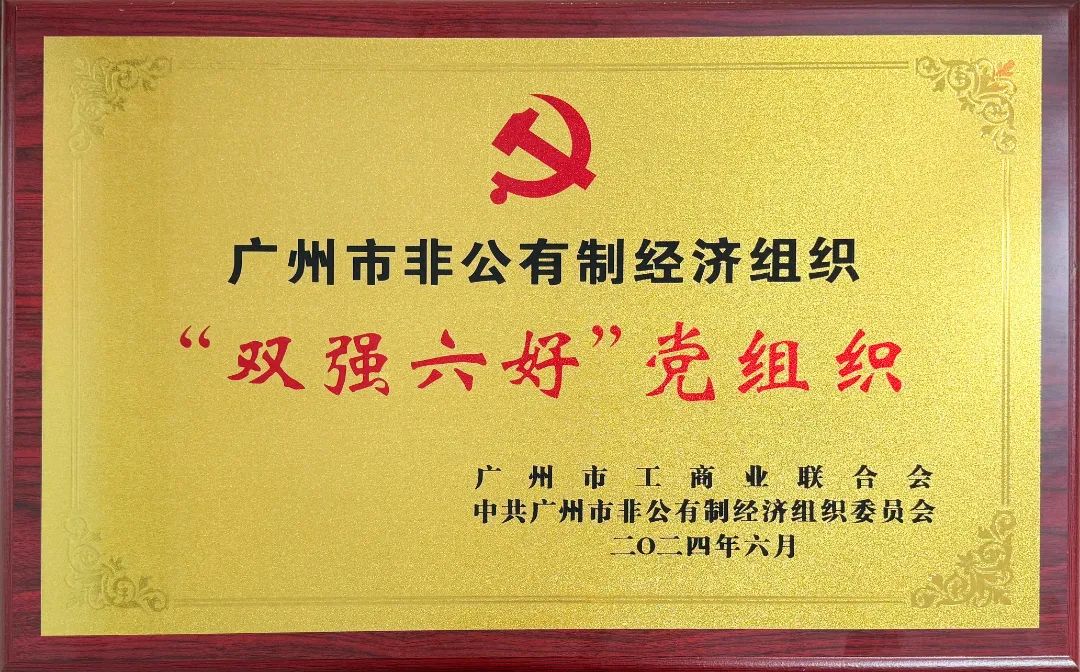 广州市非公有制经济组织
“双强六好”党组织
广州市工商业联合会
中共广州市非公有制经济组织委员会
二〇二四年六月